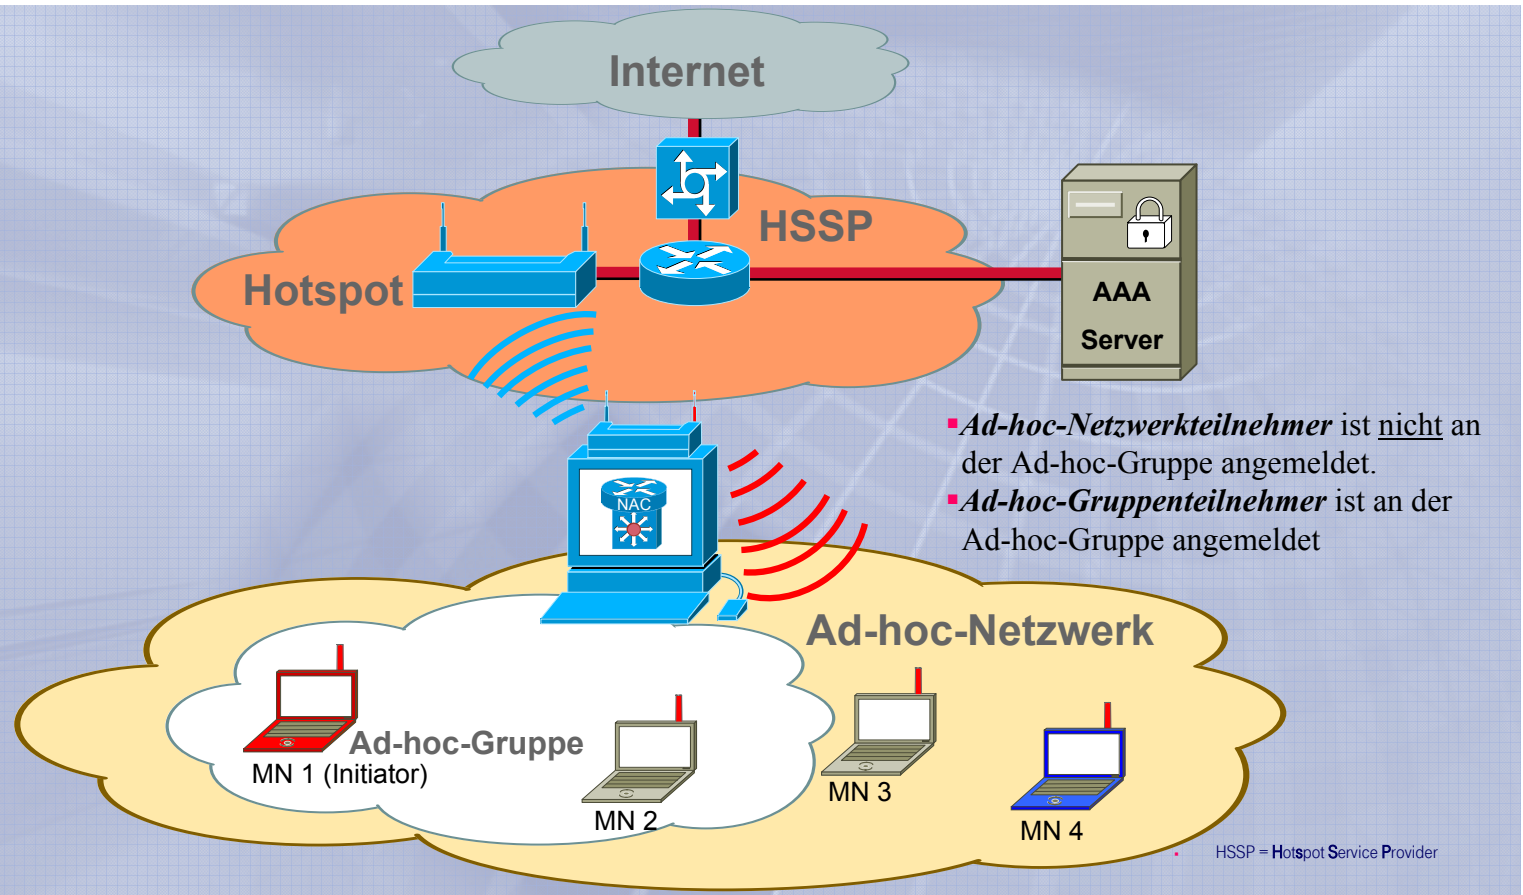 Internet
HSSP
Hotspot
AAA
Server
▪Ad-hoc-Netzwerkteilnehmer ist nicht an
der Ad-hoc-Gruppe angemeldet.
▪Ad-hoc-Gruppenteilnehmer ist an der
Ad-hoc-Gruppe angemeldet
NAC
Ad-hoc-Netzwerk
Ad-hoc-Gruppe
MN 1 (Initiator)
MN 2
MN 3
MN 4
▪ HSSP = Hotspot Service Provider